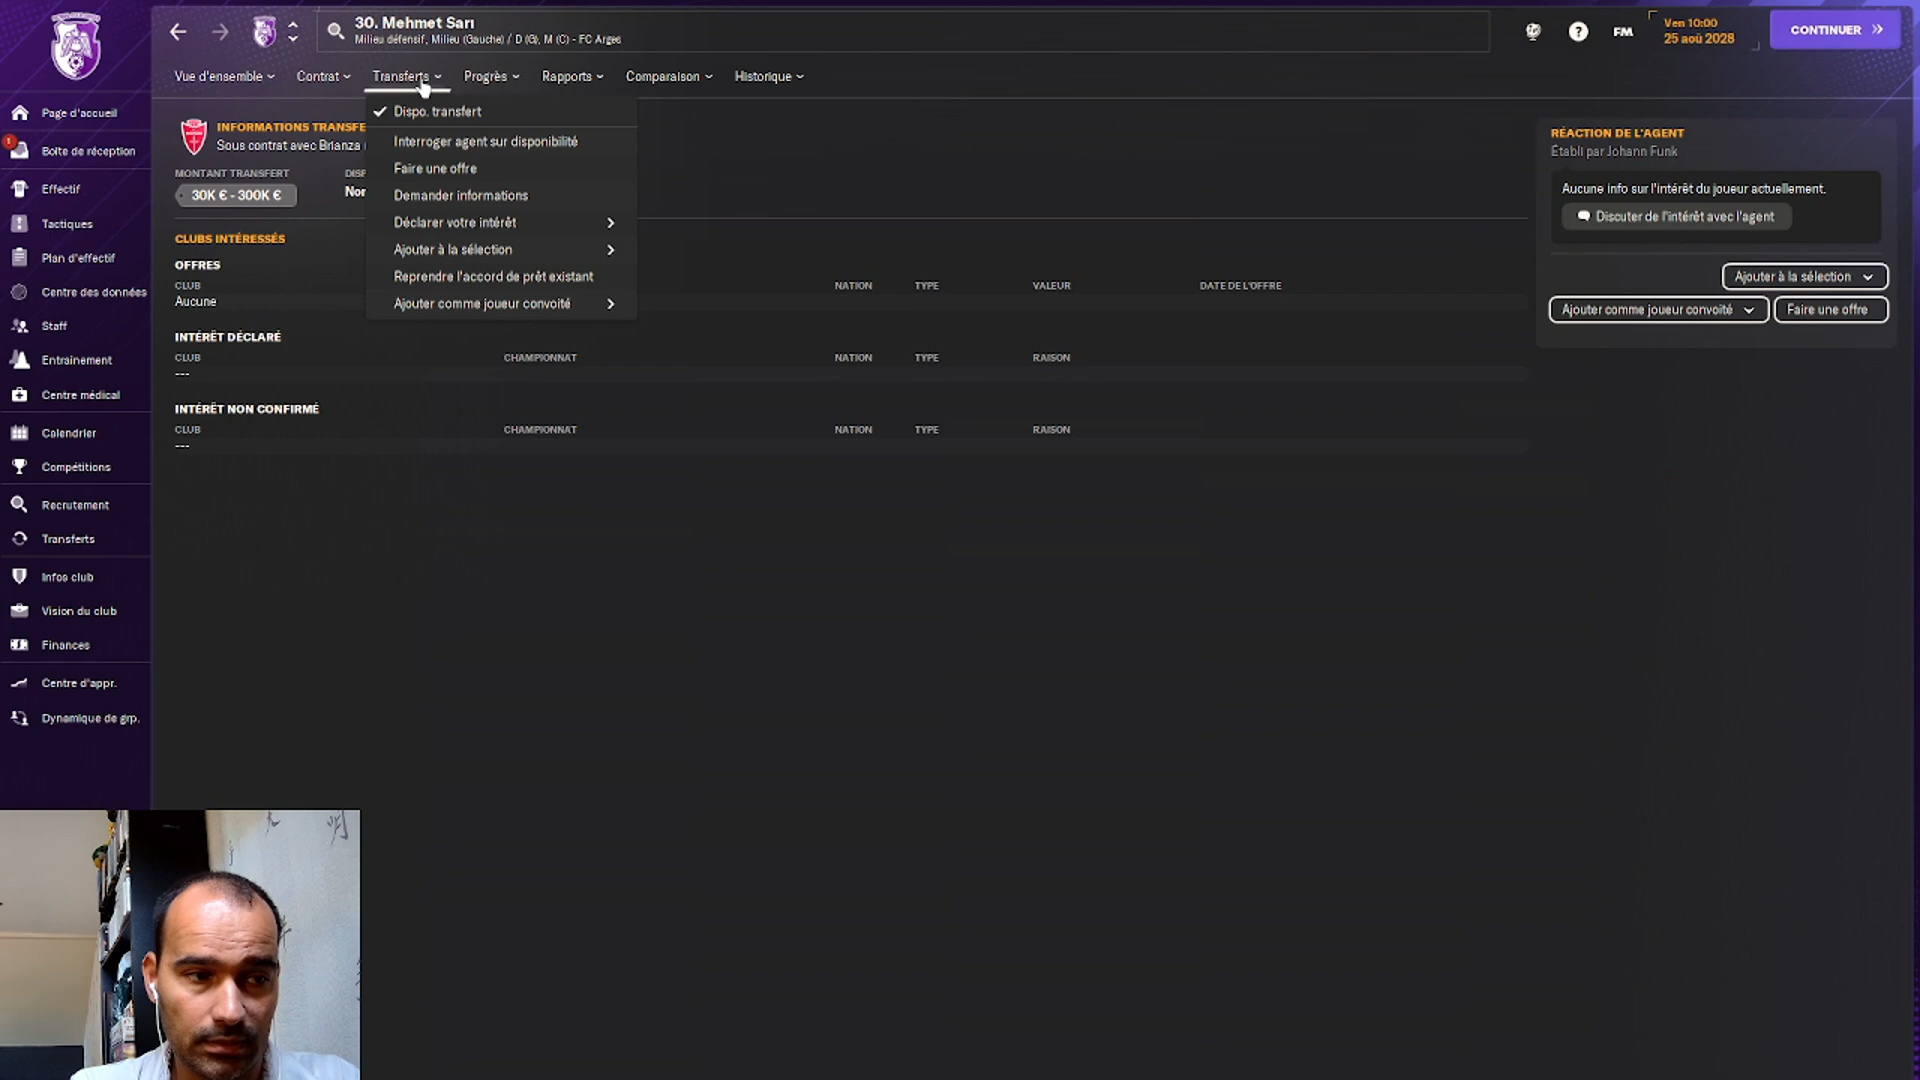 30. Mehmet Sarı
Milieu défensif, Milieu (Gauche) / D (G), M (C) - FC Argeș
FM
Ven 10:00
25 aoû 2028
CONTINUER
Vue d'ensemble
Contrat
Transferts
Progrès
Rapports
Comparaison
Historique
Page d'accueil
1
Boîte de réception
Effectif
Tactiques
Plan d'effectif
Centre des données
Staff
Entraînement
Centre médical
Calendrier
Compétitions
Recrutement
Transferts
Infos club
Vision du club
Finances
Centre d'appr.
Dynamique de grp.
INFORMATIONS TRANSFE
Sous contrat avec Brianza
MONTANT TRANSFERT
30K € - 300K €
DISP
Non
Dispo. transfert
Interroger agent sur disponibilité
Faire une offre
Demander informations
Déclarer votre intérêt
Ajouter à la sélection
Reprendre l'accord de prêt existant
Ajouter comme joueur convoité
CLUBS INTÉRESSÉS
OFFRES
CLUB
NATION
TYPE
VALEUR
DATE DE L'OFFRE
Aucune
INTÉRÊT DÉCLARÉ
CLUB
CHAMPIONNAT
NATION
TYPE
RAISON
---
INTÉRÊT NON CONFIRMÉ
CLUB
CHAMPIONNAT
NATION
TYPE
RAISON
---
RÉACTION DE L'AGENT
Établi par Johann Funk
Aucune info sur l'intérêt du joueur actuellement.
Discuter de l'intérêt avec l'agent
Ajouter à la sélection
Ajouter comme joueur convoité
Faire une offre